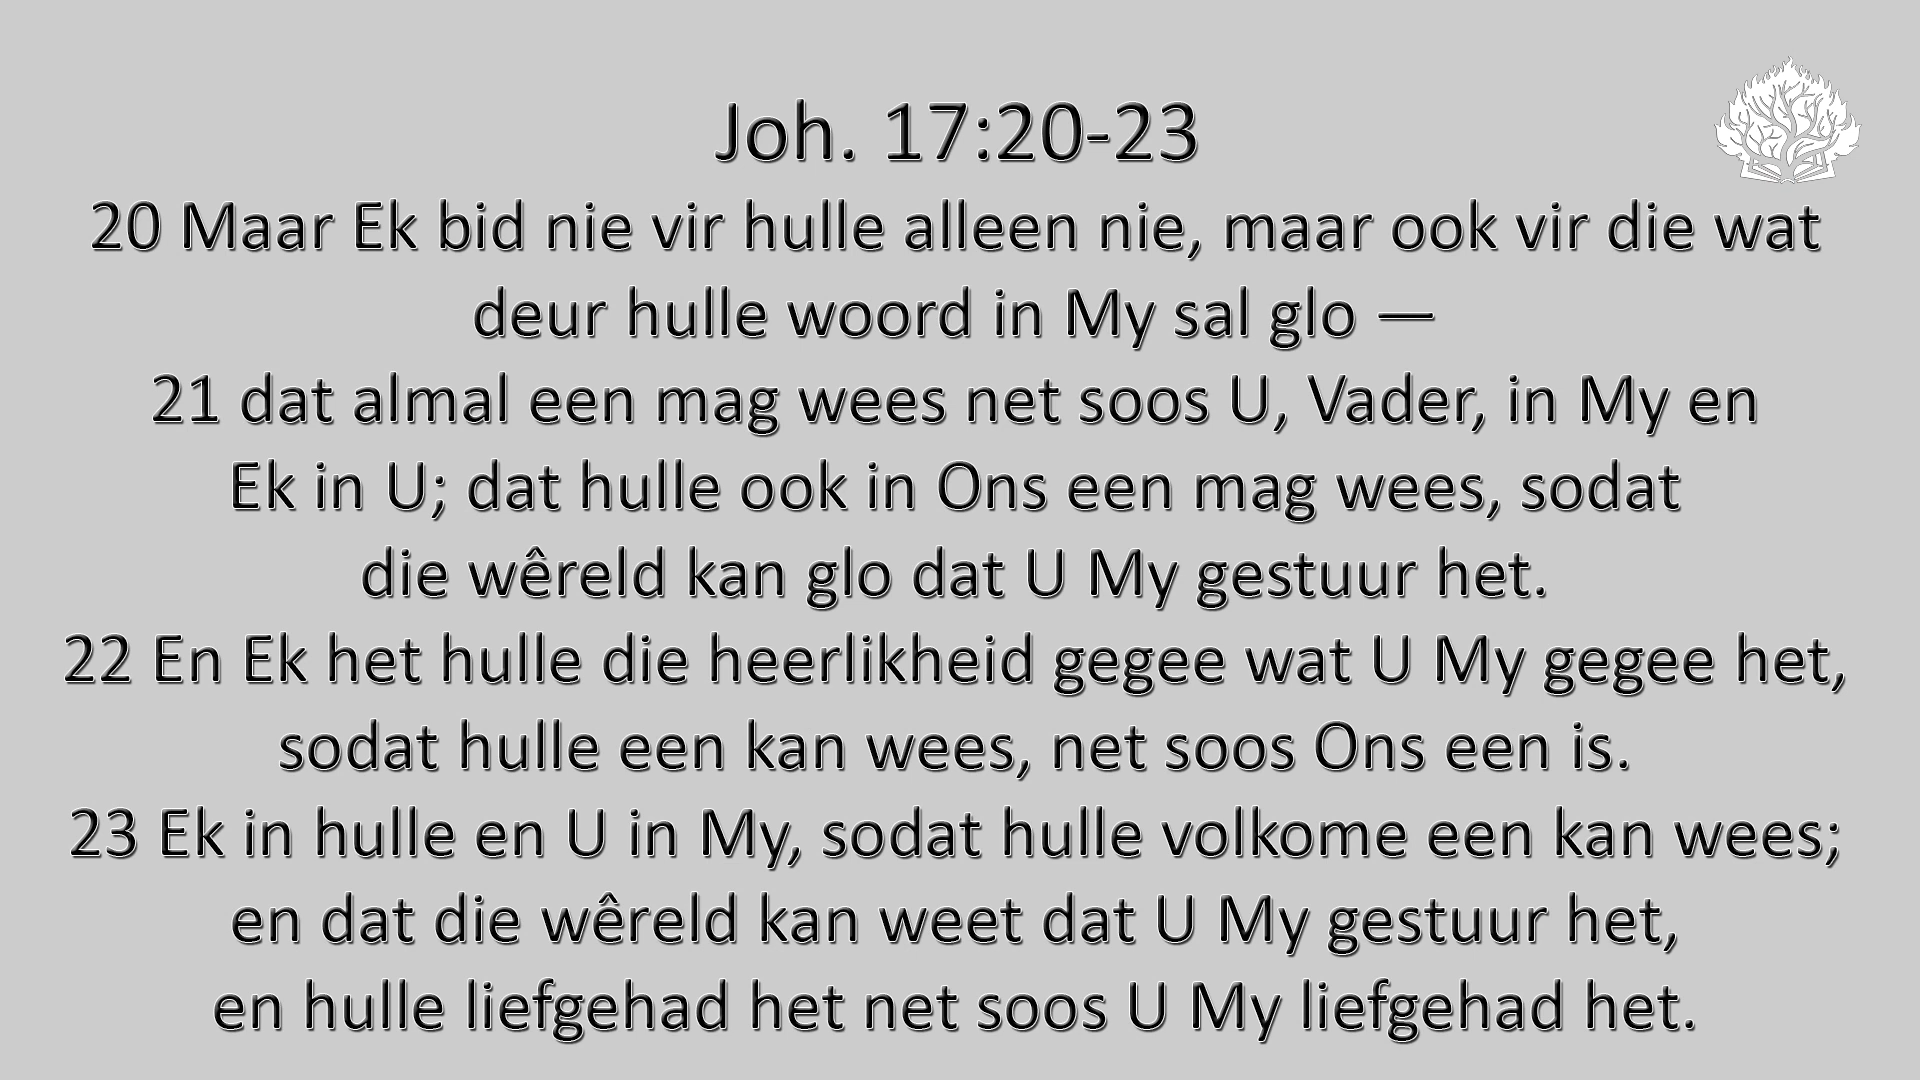 Joh. 17:20-23
20 Maar Ek bid nie vir hulle alleen nie, maar ook vir die wat
deur hulle woord in My sal glo —
21 dat almal een mag wees net soos U, Vader, in My en
Ek in U; dat hulle ook in Ons een mag wees, sodat
die wêreld kan glo dat U My gestuur het.
22 En Ek het hulle die heerlikheid gegee wat U My gegee het,
sodat hulle een kan wees, net soos Ons een is.
23 Ek in hulle en U in My, sodat hulle volkome een kan wees;
en dat die wêreld kan weet dat U My gestuur het,
en hulle liefgehad het net soos U My liefgehad het.